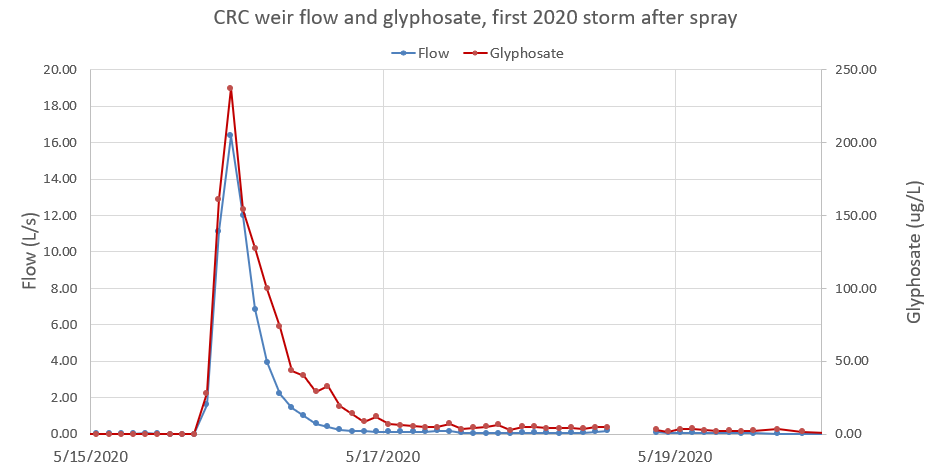 CRC weir flow and glyphosate, first 2020 storm after spray
Flow Glyphosate
20.00 250.00
18.00
16.00 200.00
14.00
12.00 150.00
10.00
8.00 100.00
6.00
4.00 50.00
2.00
0.00 0.00
5/15/2020 5/17/2020 5/19/2020
Flow (L/s)
Glyphosate (ug/L)